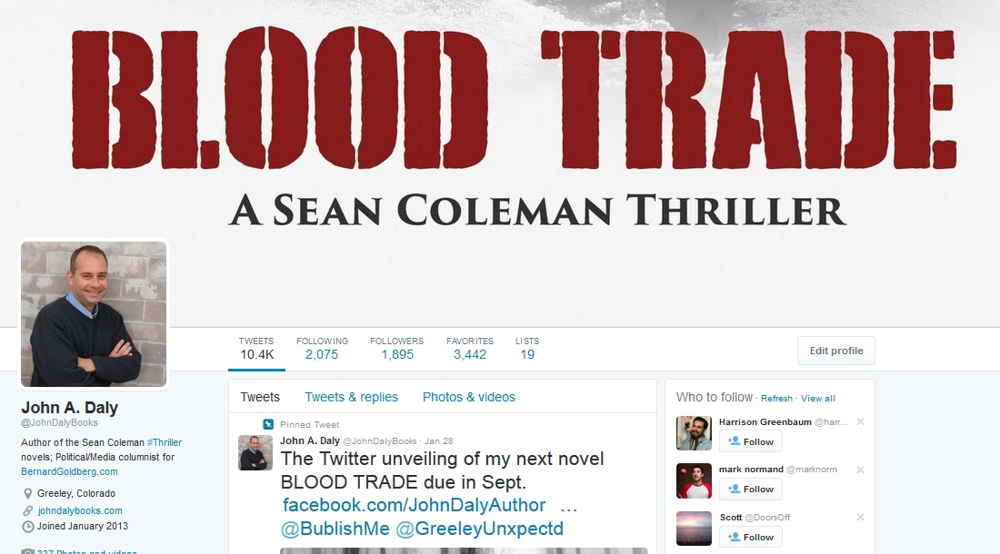 BLOOD TRADE
A SEAN COLEMAN THRILLER
TWEETS
10.4K
FOLLOWING
2,075
FOLLOWERS
1,895
FAVORITES
3,442
LISTS
19
Edit profile
John A. Daly
@JohnDalyBooks
Author of the Sean Coleman #Thriller
novels; Political/Media columnist for
BernardGoldberg.com
Greeley, Colorado
johndalybooks.com
Joined January 2013
337 Photos and videos
Tweets Tweets & replies Photos & videos
Pinned Tweet
John A. Daly @JohnDalyBooks · Jan 28
The Twitter unveiling of my next novel
BLOOD TRADE due in Sept.
facebook.com/JohnDalyAuthor …
@BublishMe @GreeleyUnxpectd
Who to follow · Refresh · View all
Harrison Greenbaum @harr...
Follow
mark normand @marknorm
Follow
Scott @DoorsOff
Follow